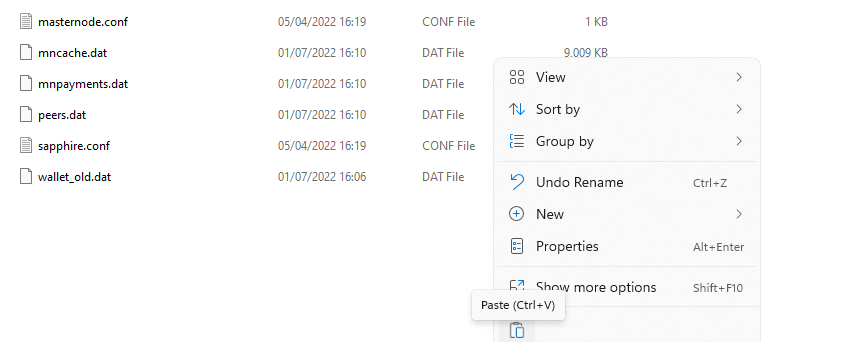 masternode.conf 05/04/2022 16:19 CONF File 1 KB
mncache.dat 01/07/2022 16:10 DAT File 9,009 KB
mnpayments.dat 01/07/2022 16:10 DAT File
peers.dat 01/07/2022 16:10 DAT File
sapphire.conf 05/04/2022 16:19 CONF File
wallet_old.dat 01/07/2022 16:06 DAT File
View
Sort by
Group by
Undo Rename Ctrl+Z
New
Properties Alt+Enter
Show more options Shift+F10
Paste (Ctrl+V)